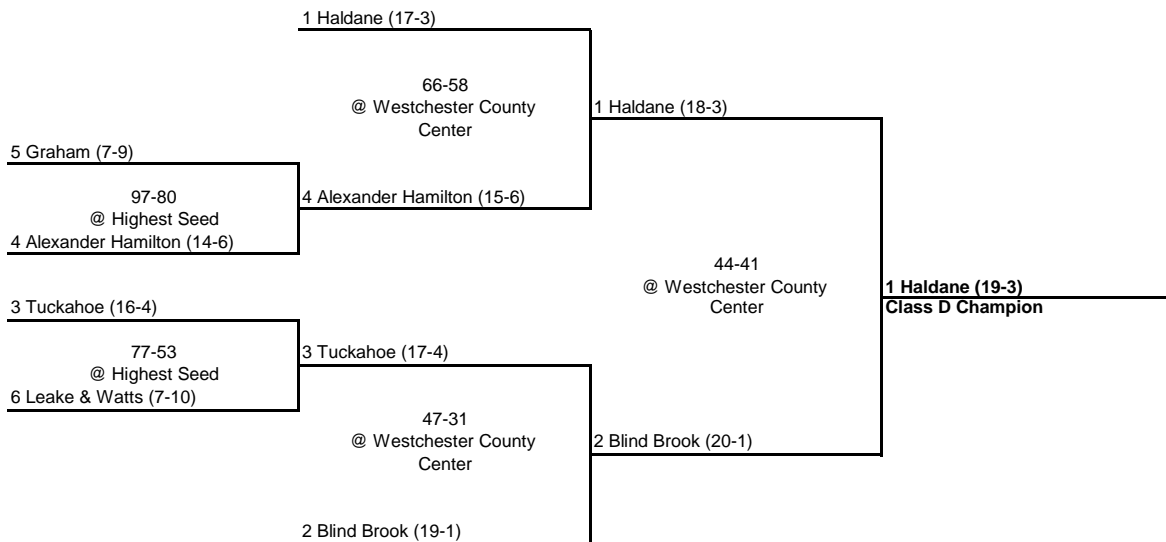 1 Haldane (17-3)
66-58
@ Westchester County
Center
1 Haldane (18-3)
5 Graham (7-9)
97-80
@ Highest Seed
4 Alexander Hamilton (15-6)
4 Alexander Hamilton (14-6)
44-41
@ Westchester County
Center
1 Haldane (19-3)
Class D Champion
3 Tuckahoe (16-4)
77-53
@ Highest Seed
3 Tuckahoe (17-4)
6 Leake & Watts (7-10)
47-31
@ Westchester County
Center
2 Blind Brook (20-1)
2 Blind Brook (19-1)